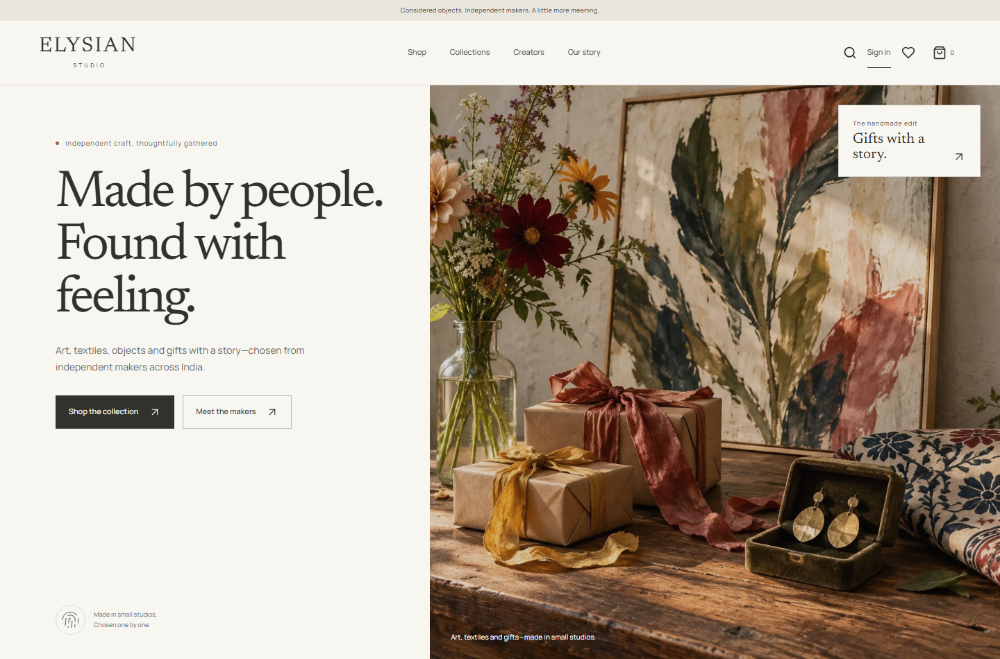 Considered objects. Independent makers. A little more meaning.
ELYSIAN
STUDIO
Shop
Collections
Creators
Our story
Sign in
0
Independent craft, thoughtfully gathered
Made by people.
Found with
feeling.
Art, textiles, objects and gifts with a story—chosen from
independent makers across India.
Shop the collection
Meet the makers
Made in small studios.
Chosen one by one.
The handmade edit
Gifts with a
story.
Art, textiles and gifts—made in small studios.